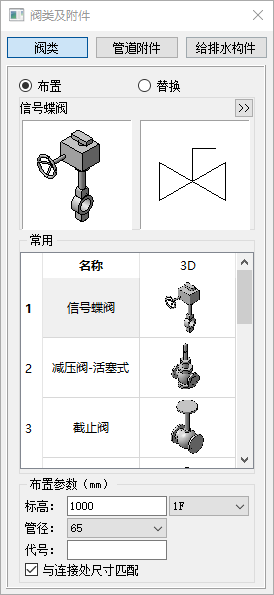 阀类及附件
阀类 管道附件 给排水构件
布置 替换
信号蝶阀 >>
常用
名称 3D
1 信号蝶阀
2 减压阀-活塞式
3 截止阀
布置参数（mm）
标高: 1000 1F
管径: 65
代号:
与连接处尺寸匹配